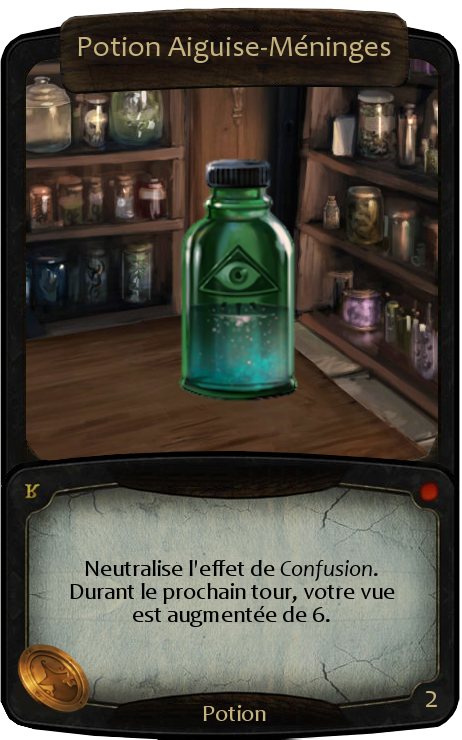 Potion Aiguise-Méninges
Neutralise l'effet de Confusion.
Durant le prochain tour, votre vue
est augmentée de 6.
Potion
2